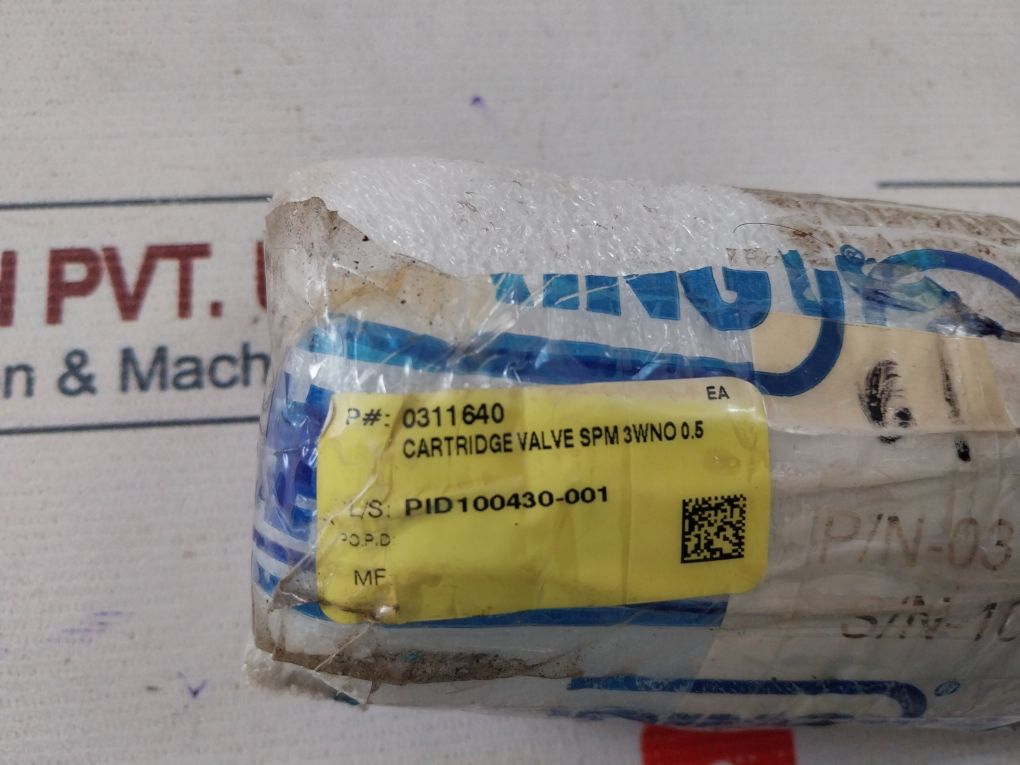 PVT.
& Mach
EA
P#: 0311640
CARTRIDGE VALVE SPM 3WNO 0.5
L/S: PID100430-001
PO.P.D
MF
P/N-03
S/N-10